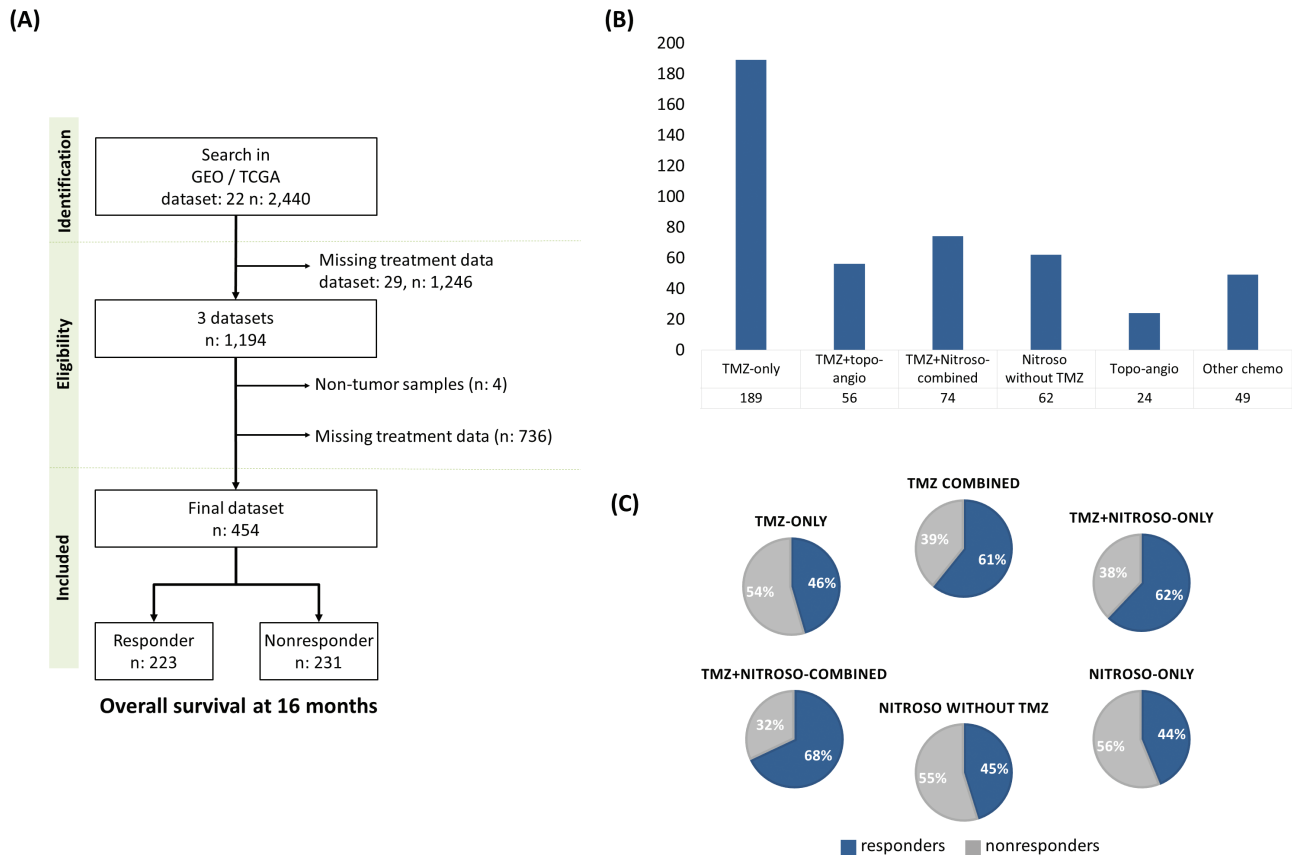 (A)
Identification
Search in
GEO / TCGA
dataset: 22 n: 2,440
Missing treatment data
dataset: 29, n: 1,246
Eligibility
3 datasets
n: 1,194
Non-tumor samples (n: 4)
Missing treatment data (n: 736)
Included
Final dataset
n: 454
Responder
n: 223
Nonresponder
n: 231
Overall survival at 16 months
(B)
200
180
160
140
120
100
80
60
40
20
0
TMZ-only
TMZ+topo-
angio
TMZ+Nitroso-
combined
Nitroso
without TMZ
Topo-angio
Other chemo
189
56
74
62
24
49
(C)
TMZ-ONLY
54%
46%
TMZ COMBINED
39%
61%
TMZ+NITROSO-ONLY
38%
62%
TMZ+NITROSO-COMBINED
32%
68%
NITROSO WITHOUT TMZ
55%
45%
NITROSO-ONLY
56%
44%
responders
nonresponders